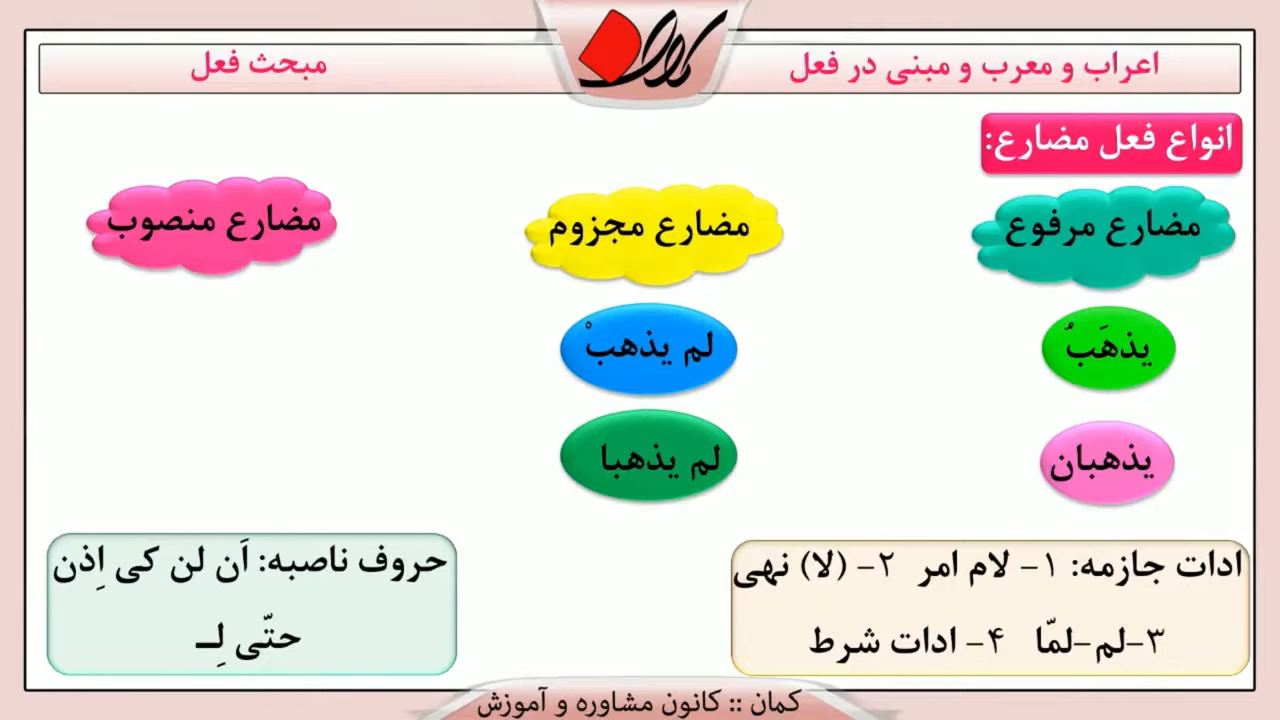 اعراب و معرب و مبنی در فعل
کمان
مبحث فعل
انواع فعل مضارع:
مضارع مرفوع
مضارع مجزوم
مضارع منصوب
یذهَبُ
لم یذهبْ
یذهبان
لم یذهبا
ادات جازمه: ۱- لام امر ۲- (لا) نهی
۳-لم-لمّا ۴- ادات شرط
حروف ناصبه: اَن لن کی اِذن
حتّی لِـ
کمان :: کانون مشاوره و آموزش